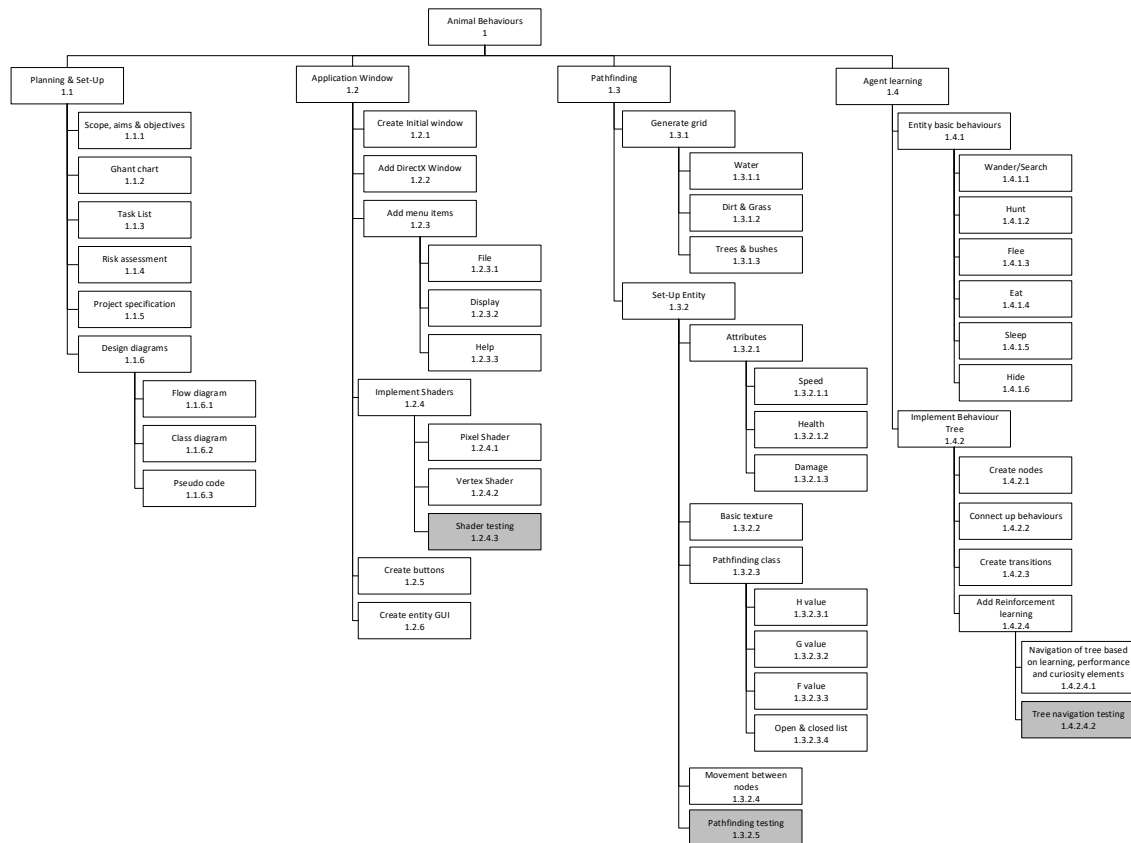 Animal Behaviours
1
Planning & Set-Up
1.1
Scope, aims & objectives
1.1.1
Ghant chart
1.1.2
Task List
1.1.3
Risk assessment
1.1.4
Project specification
1.1.5
Design diagrams
1.1.6
Flow diagram
1.1.6.1
Class diagram
1.1.6.2
Pseudo code
1.1.6.3
Application Window
1.2
Create Initial window
1.2.1
Add DirectX Window
1.2.2
Add menu items
1.2.3
File
1.2.3.1
Display
1.2.3.2
Help
1.2.3.3
Implement Shaders
1.2.4
Pixel Shader
1.2.4.1
Vertex Shader
1.2.4.2
Shader testing
1.2.4.3
Create buttons
1.2.5
Create entity GUI
1.2.6
Pathfinding
1.3
Generate grid
1.3.1
Water
1.3.1.1
Dirt & Grass
1.3.1.2
Trees & bushes
1.3.1.3
Set-Up Entity
1.3.2
Attributes
1.3.2.1
Speed
1.3.2.1.1
Health
1.3.2.1.2
Damage
1.3.2.1.3
Basic texture
1.3.2.2
Pathfinding class
1.3.2.3
H value
1.3.2.3.1
G value
1.3.2.3.2
F value
1.3.2.3.3
Open & closed list
1.3.2.3.4
Movement between
nodes
1.3.2.4
Pathfinding testing
1.3.2.5
Agent learning
1.4
Entity basic behaviours
1.4.1
Wander/Search
1.4.1.1
Hunt
1.4.1.2
Flee
1.4.1.3
Eat
1.4.1.4
Sleep
1.4.1.5
Hide
1.4.1.6
Implement Behaviour
Tree
1.4.2
Create nodes
1.4.2.1
Connect up behaviours
1.4.2.2
Create transitions
1.4.2.3
Add Reinforcement
learning
1.4.2.4
Navigation of tree based
on learning, performance
and curiosity elements
1.4.2.4.1
Tree navigation testing
1.4.2.4.2